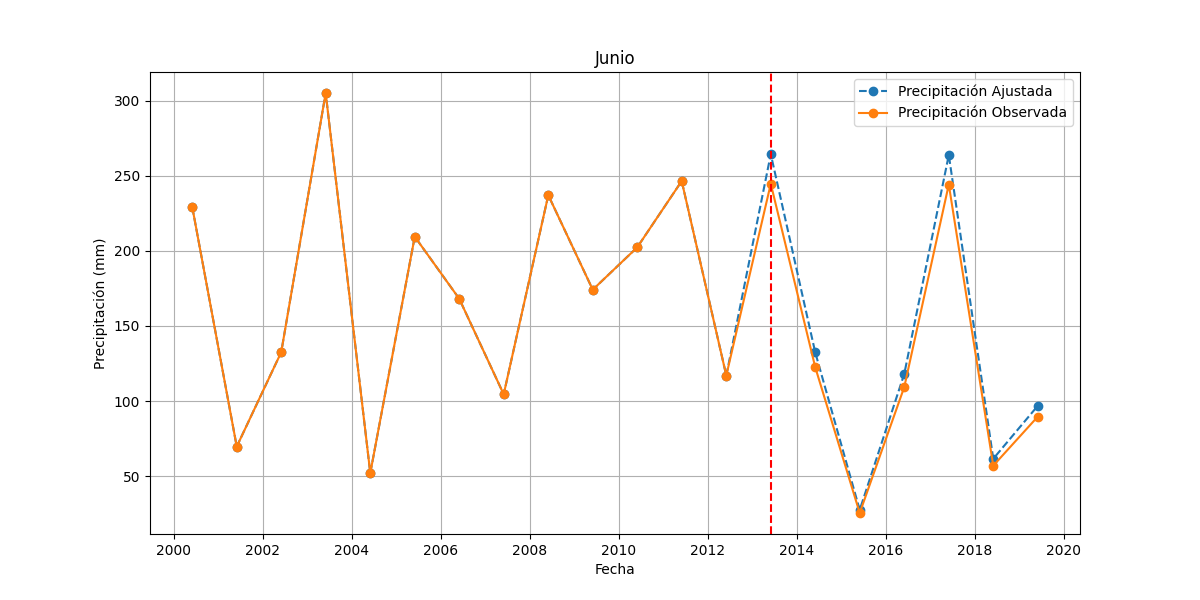 Junio
Precipitación Ajustada
Precipitación Observada
Precipitación (mm)
300
250
200
150
100
50
2000 2002 2004 2006 2008 2010 2012 2014 2016 2018 2020
Fecha